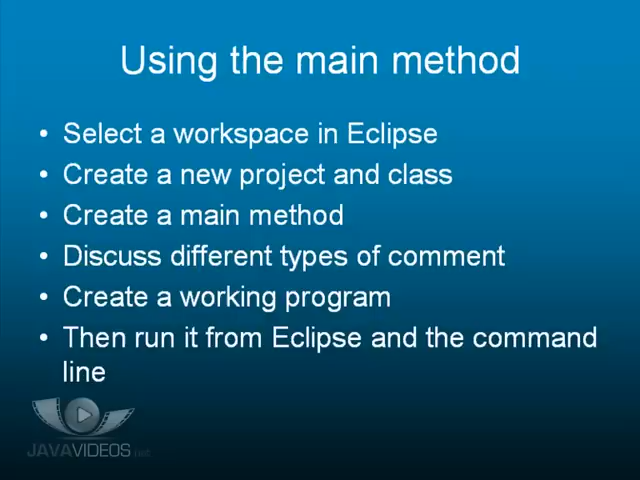 Using the main method
• Select a workspace in Eclipse
• Create a new project and class
• Create a main method
• Discuss different types of comment
• Create a working program
• Then run it from Eclipse and the command
line
JAVAVIDEOS.net